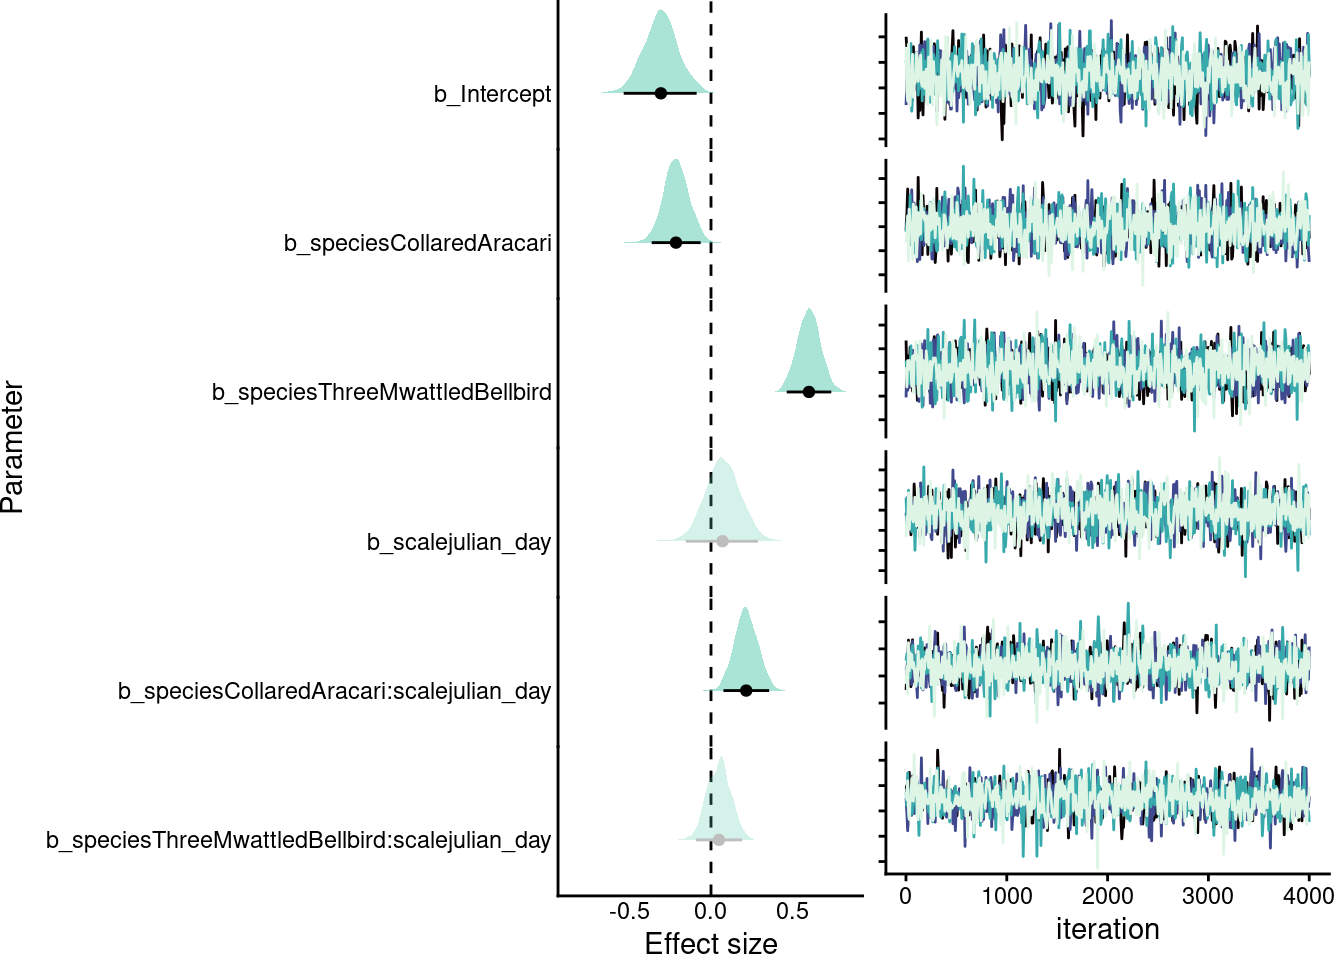 Parameter
b_Intercept
b_speciesCollaredAracari
b_speciesThreeMwattledBellbird
b_scalejulian_day
b_speciesCollaredAracari:scalejulian_day
b_speciesThreeMwattledBellbird:scalejulian_day
-0.5 0.0 0.5
Effect size
0 1000 2000 3000 4000
iteration